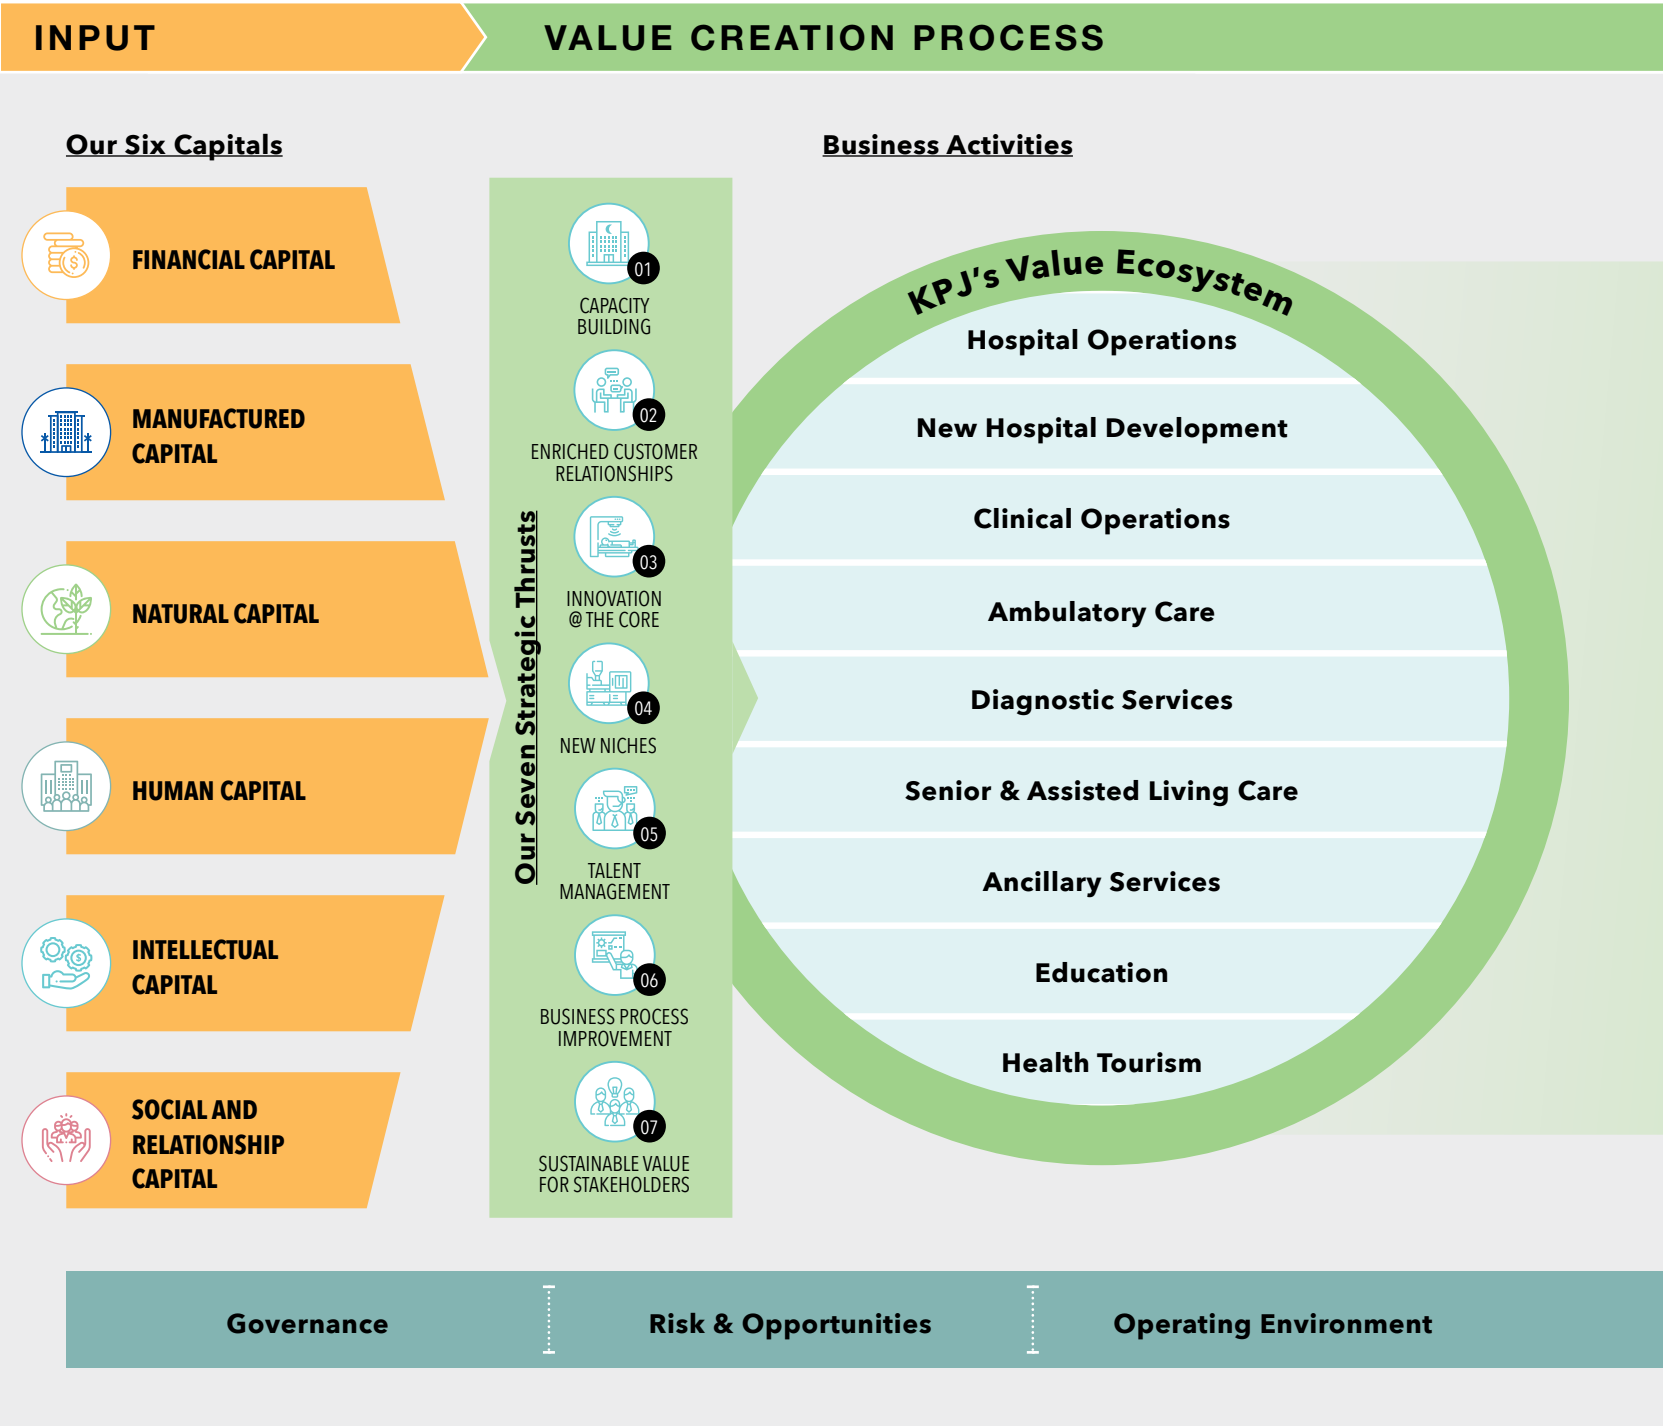 INPUT
VALUE CREATION PROCESS
Our Six Capitals
FINANCIAL CAPITAL
MANUFACTURED
CAPITAL
NATURAL CAPITAL
HUMAN CAPITAL
INTELLECTUAL
CAPITAL
SOCIAL AND
RELATIONSHIP
CAPITAL
Our Seven Strategic Thrusts
01
CAPACITY
BUILDING
02
ENRICHED CUSTOMER
RELATIONSHIPS
03
INNOVATION
@ THE CORE
04
NEW NICHES
05
TALENT
MANAGEMENT
06
BUSINESS PROCESS
IMPROVEMENT
07
SUSTAINABLE VALUE
FOR STAKEHOLDERS
Business Activities
KPJ’s Value Ecosystem
Hospital Operations
New Hospital Development
Clinical Operations
Ambulatory Care
Diagnostic Services
Senior & Assisted Living Care
Ancillary Services
Education
Health Tourism
Governance
Risk & Opportunities
Operating Environment